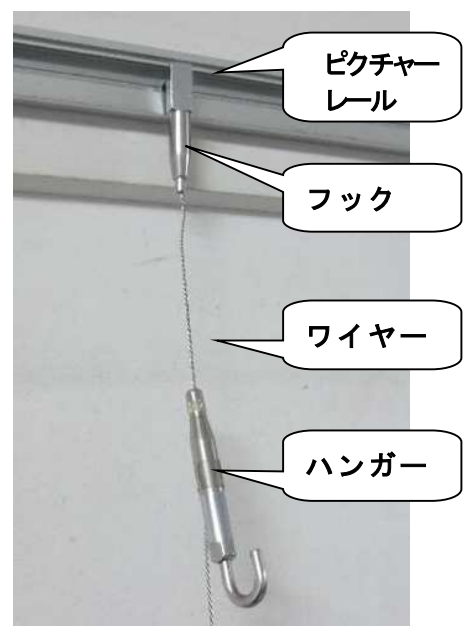 ピクチャー
レール
フック
ワイヤー
ハンガー